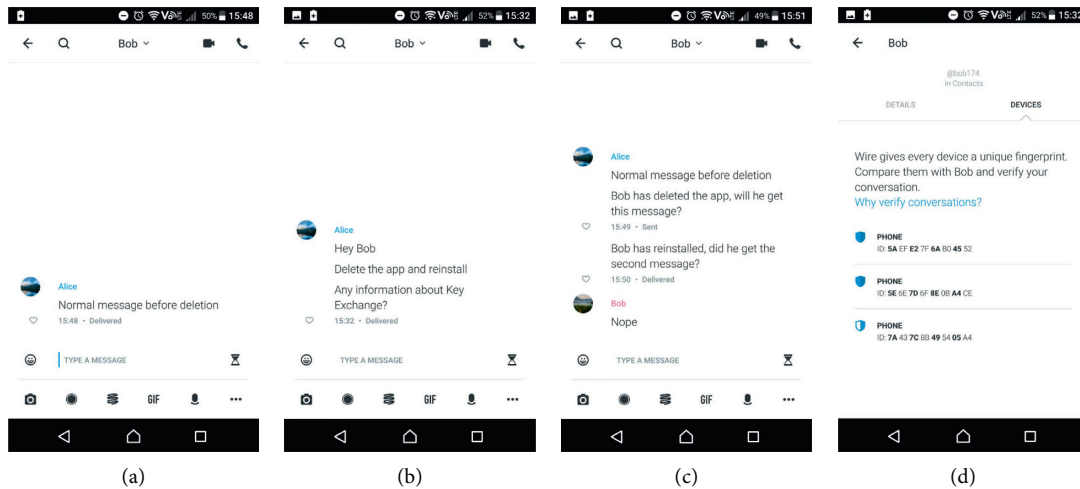 50% 15:48
Bob
Alice
Normal message before deletion
15:48 • Delivered
TYPE A MESSAGE
GIF
(a)
52% 15:32
Bob
Alice
Hey Bob
Delete the app and reinstall
Any information about Key
Exchange?
15:32 • Delivered
TYPE A MESSAGE
GIF
(b)
49% 15:51
Bob
Alice
Normal message before deletion
Bob has deleted the app, will he get
this message?
15:49 • Sent
Bob has reinstalled, did he get the
second message?
15:50 • Delivered
Bob
Nope
TYPE A MESSAGE
GIF
(c)
52% 15:32
Bob
@bob174
in Contacts
DETAILS DEVICES
Wire gives every device a unique fingerprint.
Compare them with Bob and verify your
conversation.
Why verify conversations?
PHONE
ID: 5A EF E2 7F 6A B0 45 52
PHONE
ID: 5E 6E 7D 6F 8E 0B A4 CE
PHONE
ID: 7A 43 7C 8B 49 54 05 A4
(d)